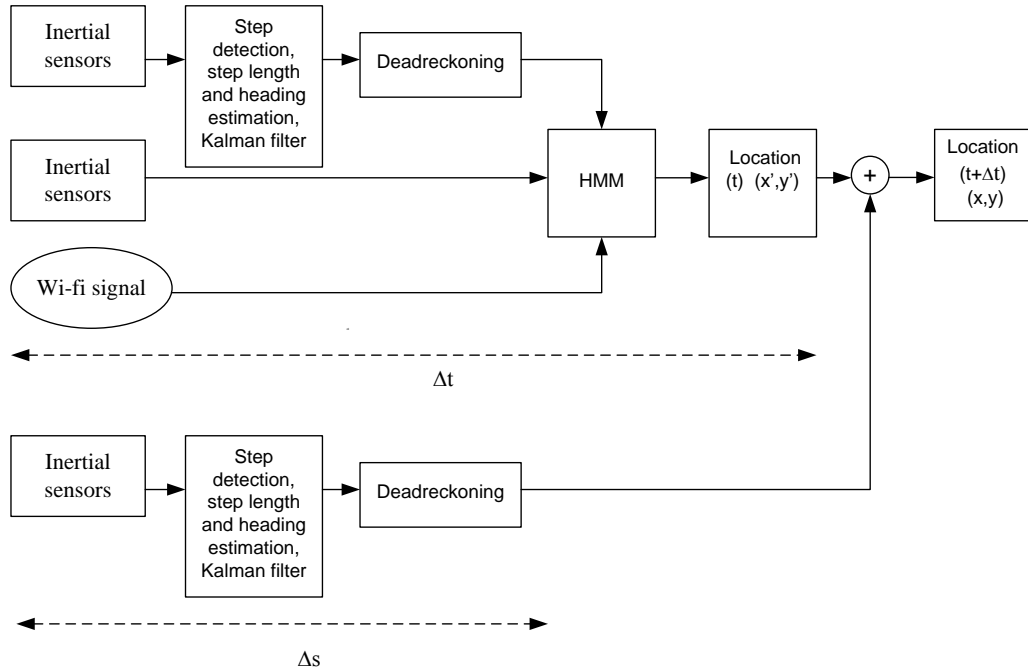 Inertial
sensors
Step
detection,
step length
and heading
estimation,
Kalman filter
Deadreckoning
Inertial
sensors
HMM
Location
(t) (x',y')
+
Location
(t+Δt)
(x,y)
Wi-fi signal
Δt
Inertial
sensors
Step
detection,
step length
and heading
estimation,
Kalman filter
Deadreckoning
Δs